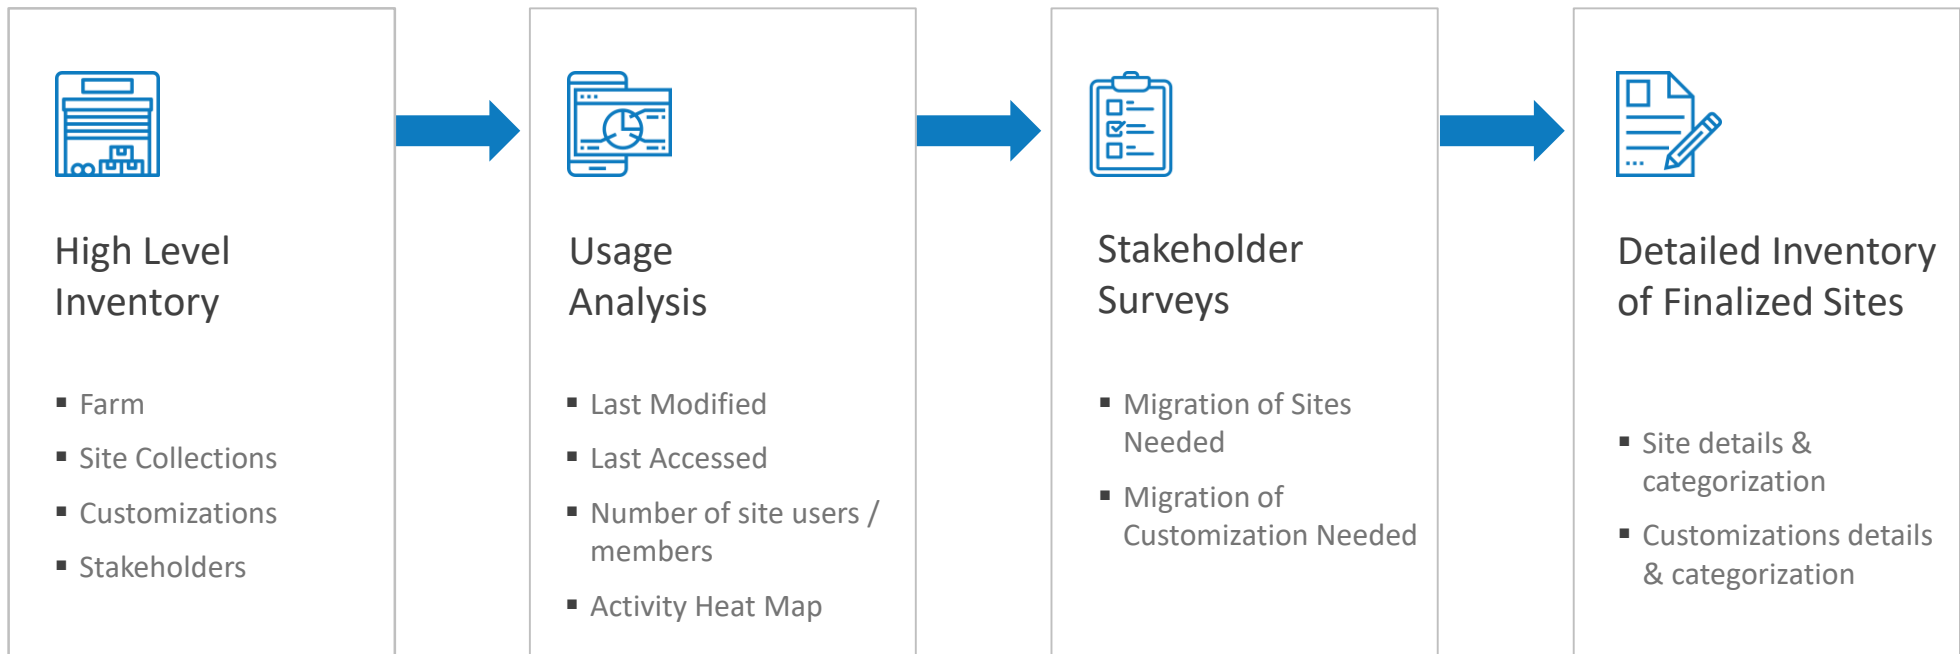 High Level
Inventory
▪ Farm
▪ Site Collections
▪ Customizations
▪ Stakeholders
Usage
Analysis
▪ Last Modified
▪ Last Accessed
▪ Number of site users /
members
▪ Activity Heat Map
Stakeholder
Surveys
▪ Migration of Sites
Needed
▪ Migration of
Customization Needed
Detailed Inventory
of Finalized Sites
▪ Site details &
categorization
▪ Customizations details
& categorization